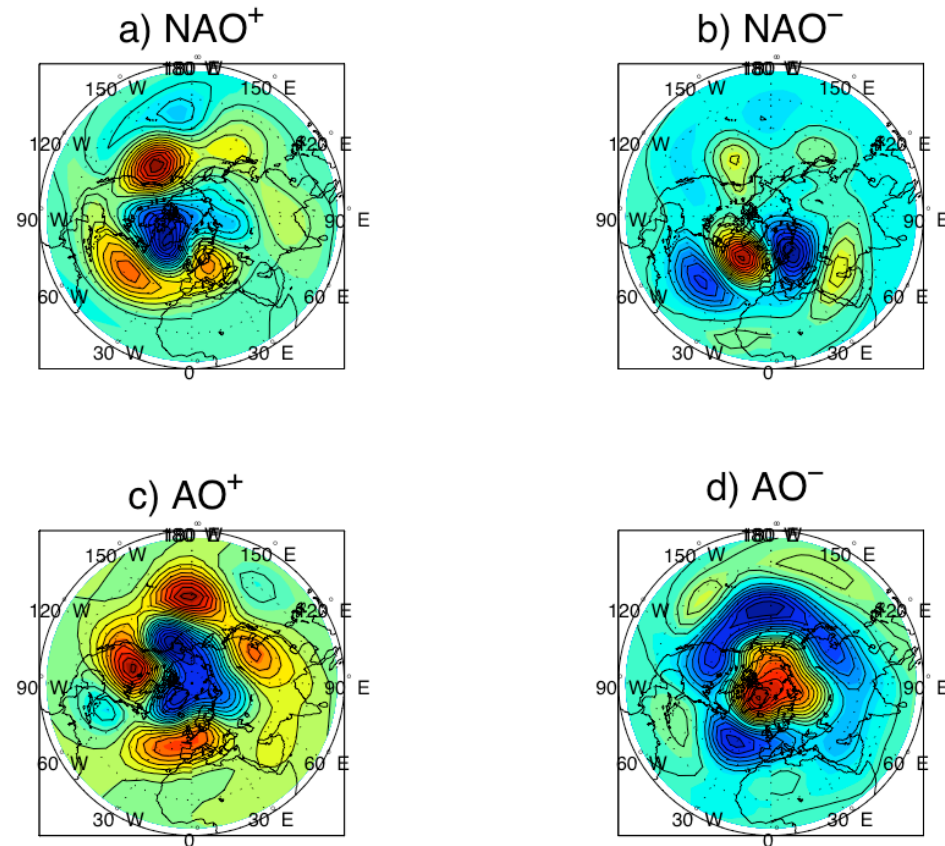 a) NAO⁺
180
150° W 150° E
120° W 120° E
90° W 90° E
60° W 60° E
30° W 30° E
0
b) NAO⁻
180
150° W 150° E
120° W 120° E
90° W 90° E
60° W 60° E
30° W 30° E
0
c) AO⁺
180
150° W 150° E
120° W 120° E
90° W 90° E
60° W 60° E
30° W 30° E
0
d) AO⁻
180
150° W 150° E
120° W 120° E
90° W 90° E
60° W 60° E
30° W 30° E
0